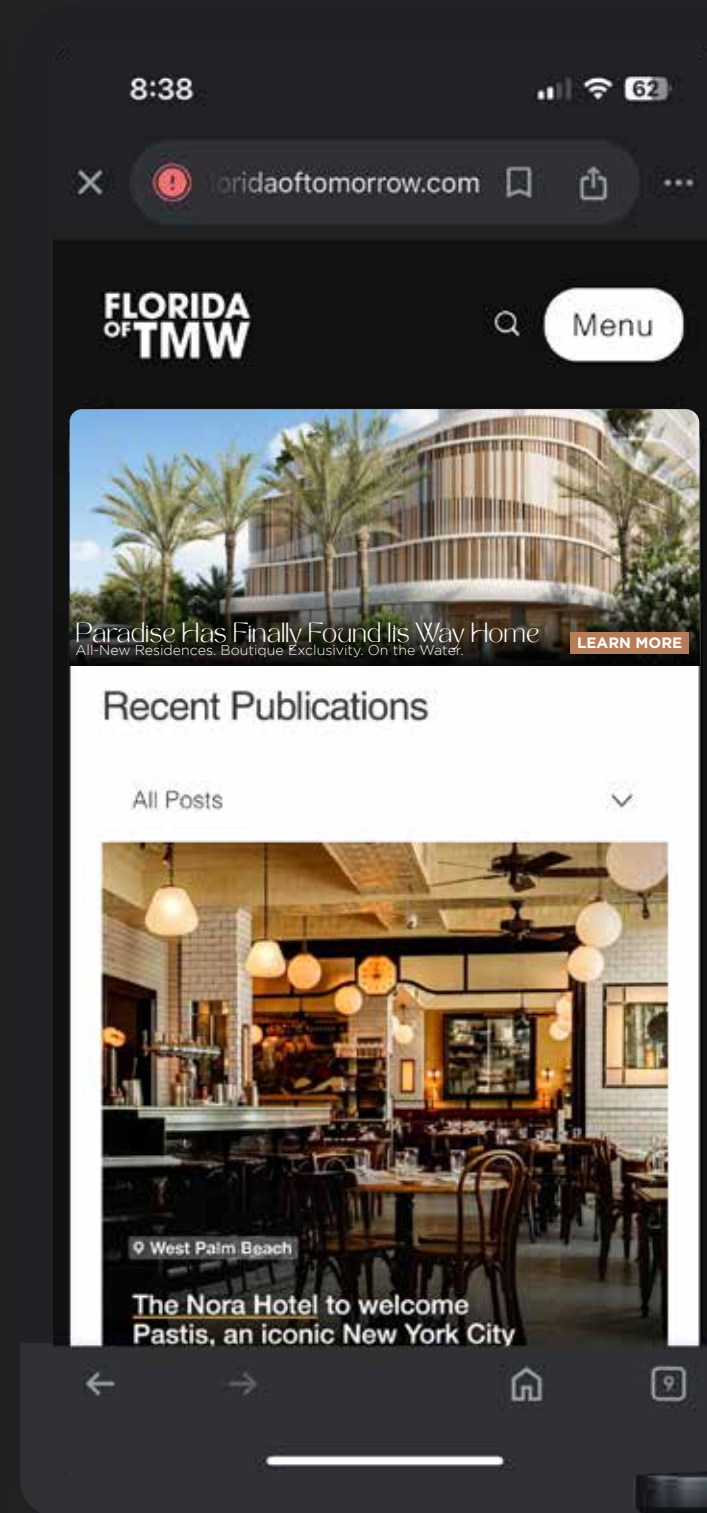 8:38
62
oridaoftomorrow.com
FLORIDA
OF TMW
Menu
Paradise Has Finally Found Iis Way Home
All-New Residences. Boutique Exclusivity. On the Water.
LEARN MORE
Recent Publications
All Posts
West Palm Beach
The Nora Hotel to welcome
Pastis, an iconic New York City
9